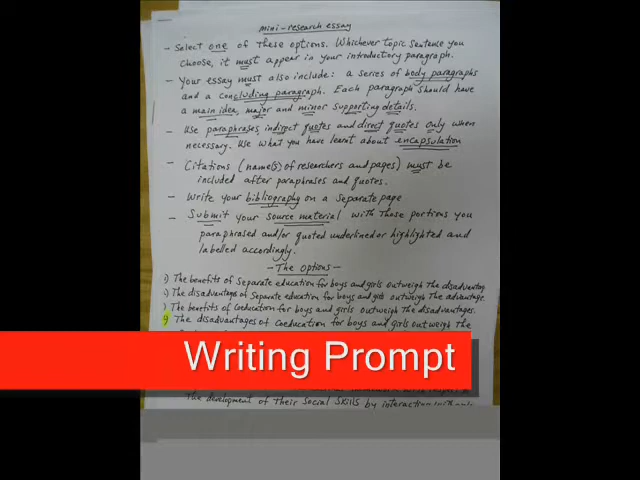 mini-research essay
- Select one of these options. Whichever topic sentence you
choose, it must appear in your introductory paragraph.
- Your essay must also include: a series of body paragraphs
and a concluding paragraph. Each paragraph should have
a main idea, major and minor supporting details.
- Use paraphrases, indirect quotes and direct quotes only when
necessary. Use what you have learnt about encapsulation
- Citations (name(s) of researchers and pages) must be
included after paraphrases and quotes.
- Write your bibliography on a separate page
- Submit your source material with those portions you
paraphrased and/or quoted underlined or highlighted and
labelled accordingly.
- The Options -
The benefits of Separate education for boys and girls outweigh the disadvantag
The disadvantages of Separate education for boys and girls outweigh the advantage.
The benefits of Coeducation for boys and girls outweigh the disadvantages.
The disadvantages of Coeducation for boys and girls outweigh the
Writing Prompt
the development of their Social Skills by interaction with